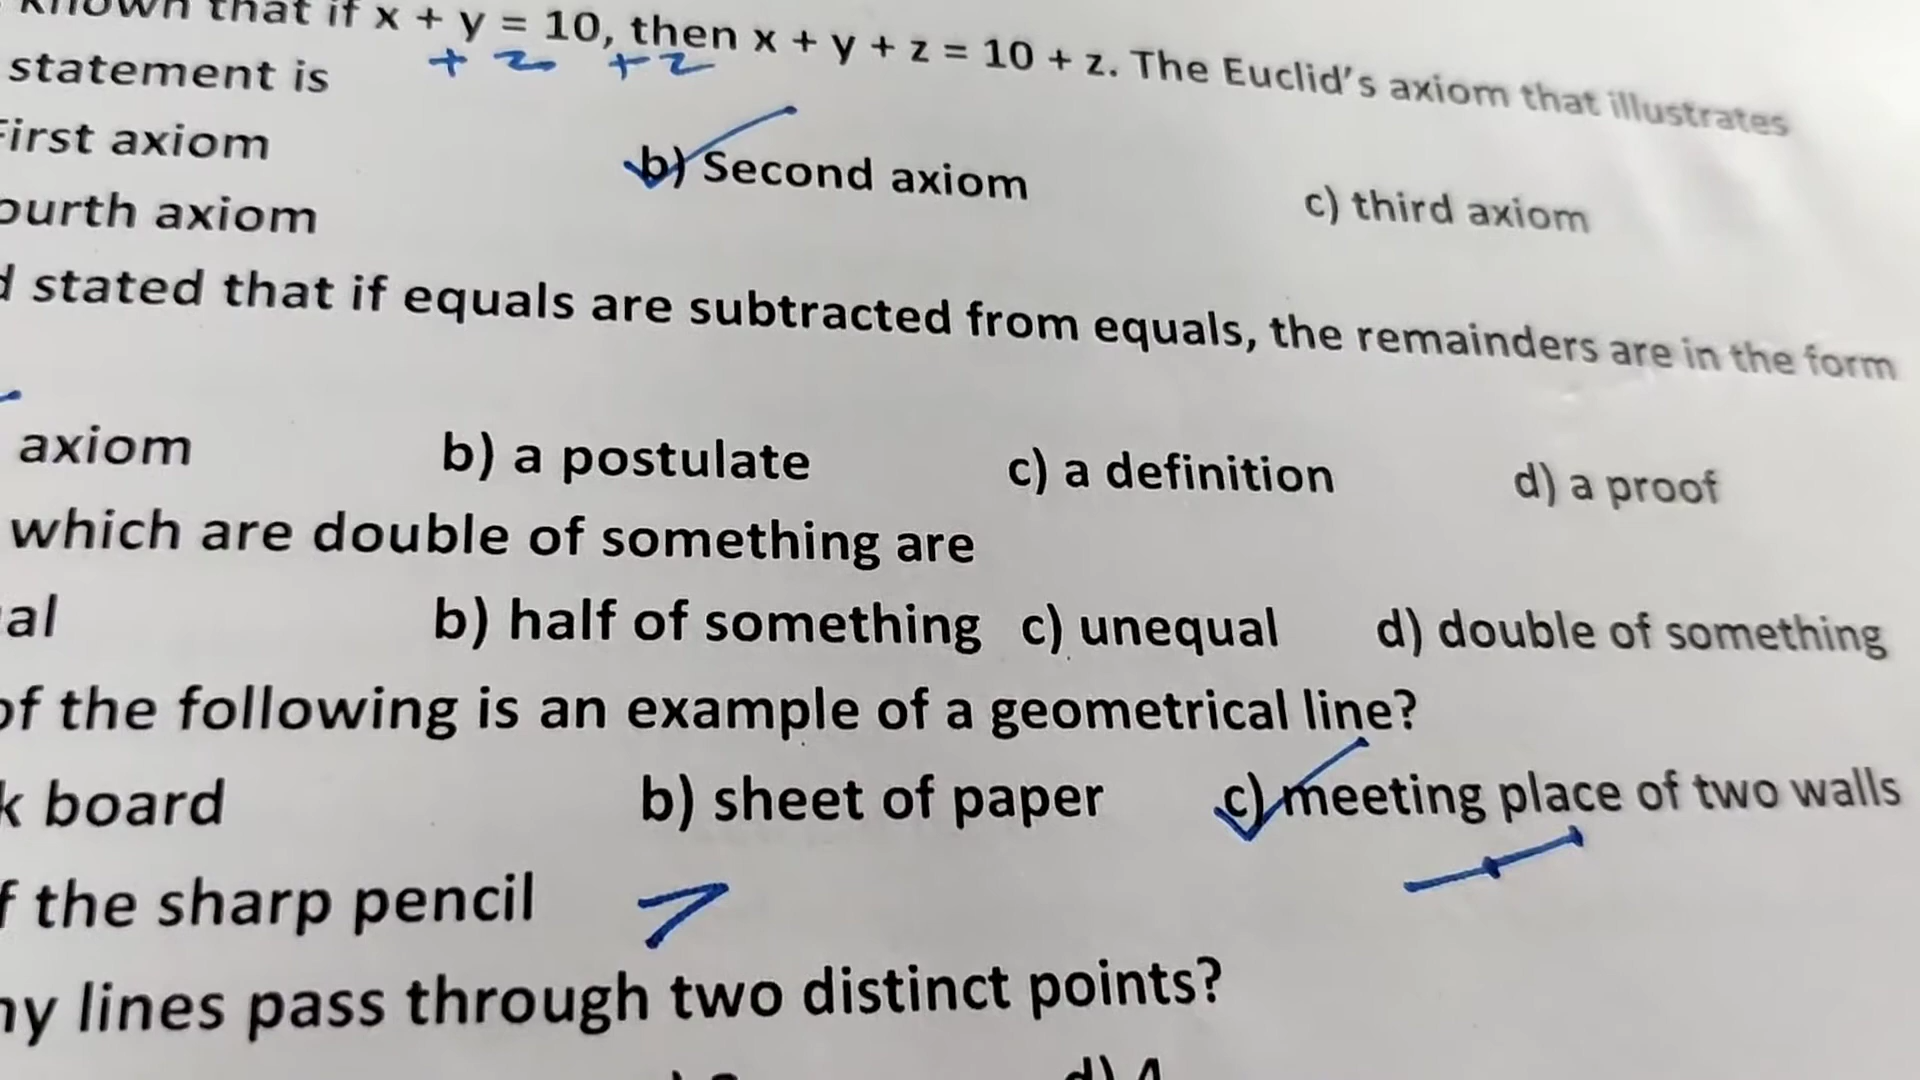 that if x + y = 10, then x + y + z = 10 + z. The Euclid's axiom that illustrates
+ z +z
statement is
First axiom b) Second axiom c) third axiom
ourth axiom
d stated that if equals are subtracted from equals, the remainders are in the form
axiom b) a postulate c) a definition d) a proof
which are double of something are
al b) half of something c) unequal d) double of something
of the following is an example of a geometrical line?
k board b) sheet of paper c) meeting place of two walls
f the sharp pencil
ny lines pass through two distinct points?
d) 4